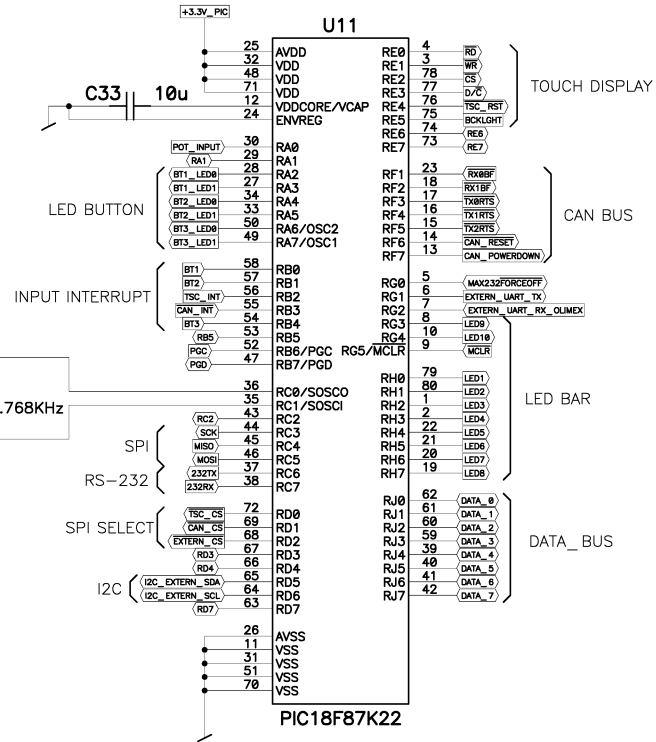 +3.3V_PIC
U11
25 AVDD
32 VDD
48 VDD
71 VDD
C33 10u
12 VDDCORE/VCAP
24 ENVREG
POT_INPUT 30 RA0
RA1 29 RA1
LED BUTTON
BT1_LED0 28 RA2
BT1_LED1 27 RA3
BT2_LED0 34 RA4
BT2_LED1 33 RA5
BT3_LED0 50 RA6/OSC2
BT3_LED1 49 RA7/OSC1
INPUT INTERRUPT
BT1 58 RB0
BT2 57 RB1
TSC_INT 56 RB2
CAN_INT 55 RB3
BT3 54 RB4
RB5 53 RB5
PGC 52 RB6/PGC
PGD 47 RB7/PGD
.768KHz
36 RC0/SOSCO
35 RC1/SOSCI
RC2 43 RC2
SPI
SCK 44 RC3
MISO 45 RC4
MOSI 46 RC5
RS-232
232TX 37 RC6
232RX 38 RC7
SPI SELECT
TSC_CS 72 RD0
CAN_CS 69 RD1
EXTERN_CS 68 RD2
RD3 67 RD3
RD4 66 RD4
I2C
I2C_EXTERN_SDA 65 RD5
I2C_EXTERN_SCL 64 RD6
RD7 63 RD7
26 AVSS
11 VSS
31 VSS
51 VSS
70 VSS
RE0 4 RD
RE1 3 WR
RE2 78 CS
RE3 77 D/C
RE4 76 TSC_RST
RE5 75 BCKLGHT
TOUCH DISPLAY
RE6 74 RE6
RE7 73 RE7
RF1 23 RX0BF
RF2 18 RX1BF
RF3 17 TX0RTS
RF4 16 TX1RTS
RF5 15 TX2RTS
RF6 14 CAN_RESET
RF7 13 CAN_POWERDOWN
CAN BUS
RG0 5 MAX232FORCEOFF
RG1 6 EXTERN_UART_TX
RG2 7 EXTERN_UART_RX_OLIMEX
RG3 8 LED9
RG4 10 LED10
RG5/MCLR 9 MCLR
RH0 79 LED1
RH1 80 LED2
RH2 1 LED3
RH3 2 LED4
RH4 22 LED5
RH5 21 LED6
RH6 20 LED7
RH7 19 LED8
LED BAR
RJ0 62 DATA_0
RJ1 61 DATA_1
RJ2 60 DATA_2
RJ3 59 DATA_3
RJ4 39 DATA_4
RJ5 40 DATA_5
RJ6 41 DATA_6
RJ7 42 DATA_7
DATA_BUS
PIC18F87K22